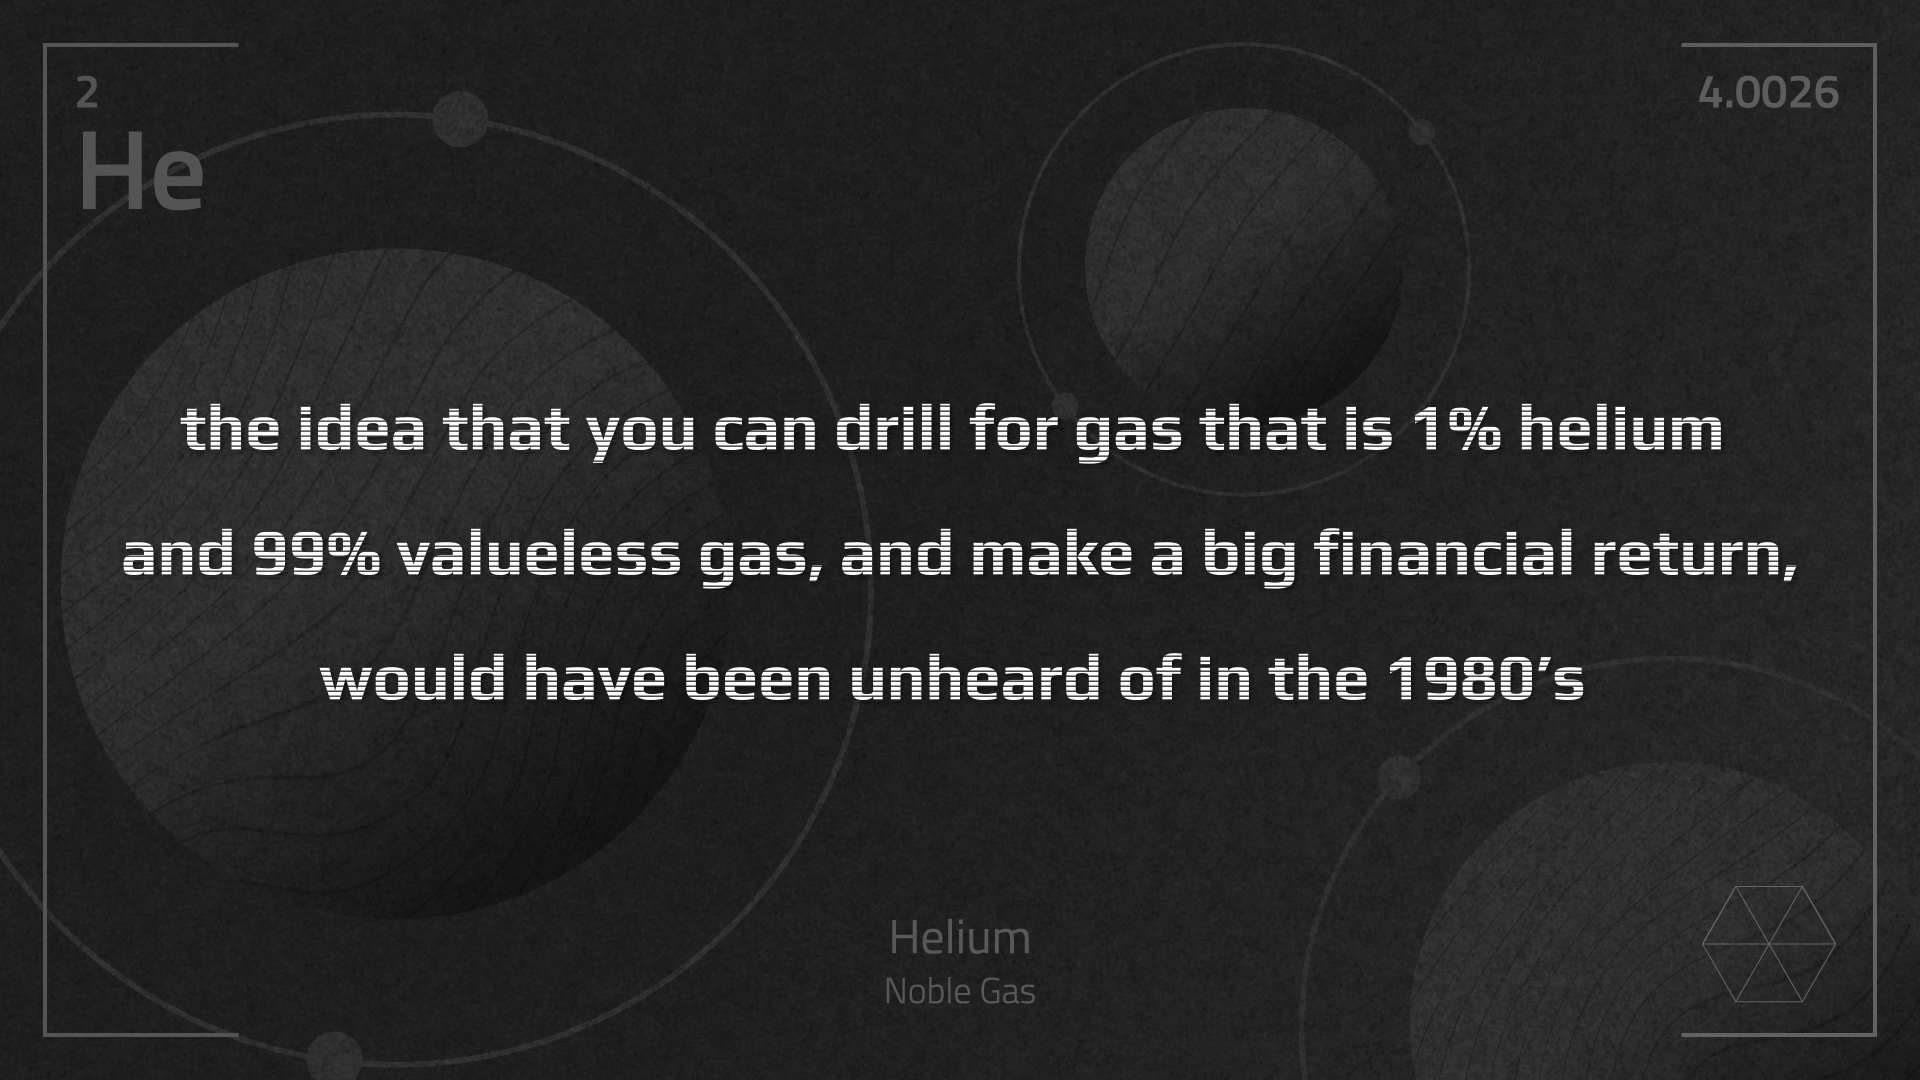 2
4.0026
He
the idea that you can drill for gas that is 1% helium
and 99% valueless gas, and make a big financial return,
would have been unheard of in the 1980’s
Helium
Noble Gas